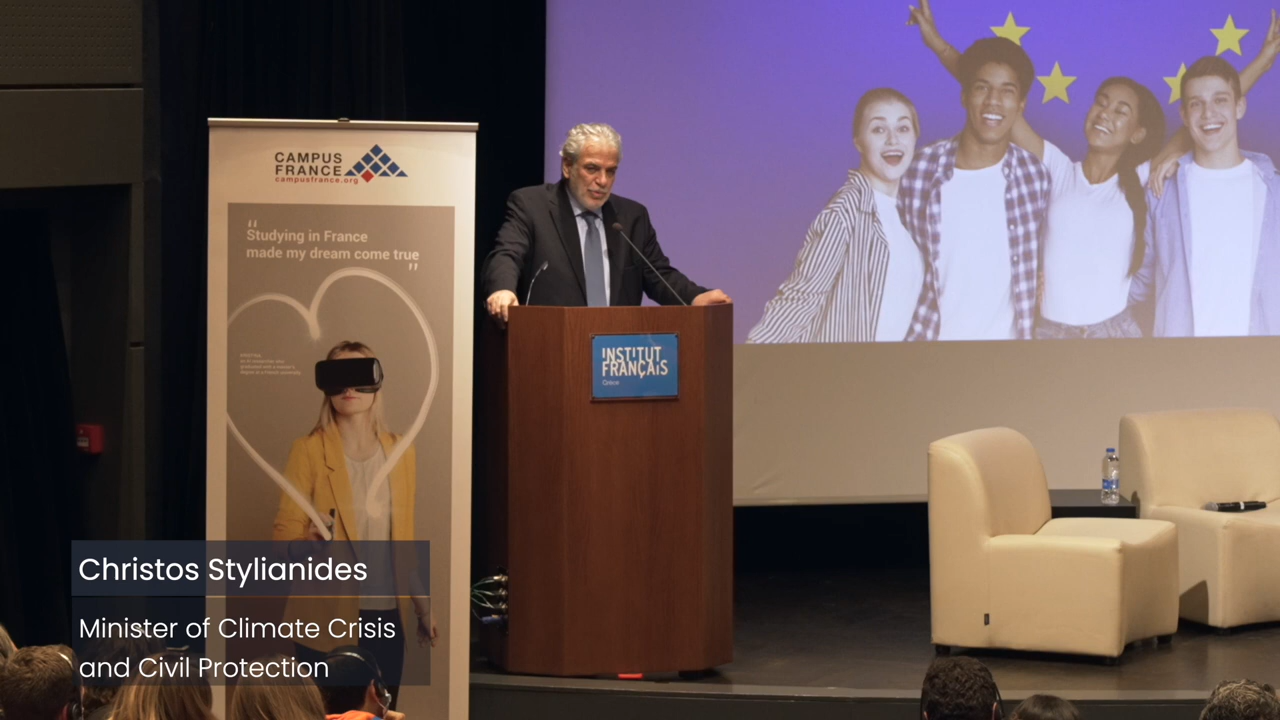 CAMPUS
FRANCE
campusfrance.org
“
Studying in France
made my dream come true
”
INSTITUT
FRANÇAIS
Grèce
Christos Stylianides
Minister of Climate Crisis
and Civil Protection